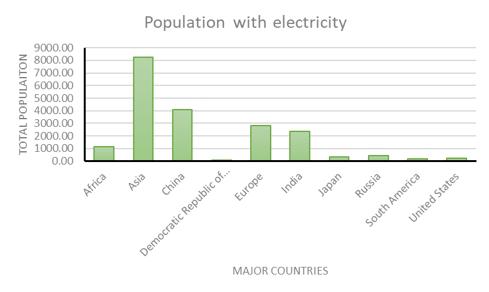 Population with electricity
TOTAL POPULAITON
9000.00
8000.00
7000.00
6000.00
5000.00
4000.00
3000.00
2000.00
1000.00
0.00
Africa
Asia
China
Democratic Republic of…
Europe
India
Japan
Russia
South America
United States
MAJOR COUNTRIES